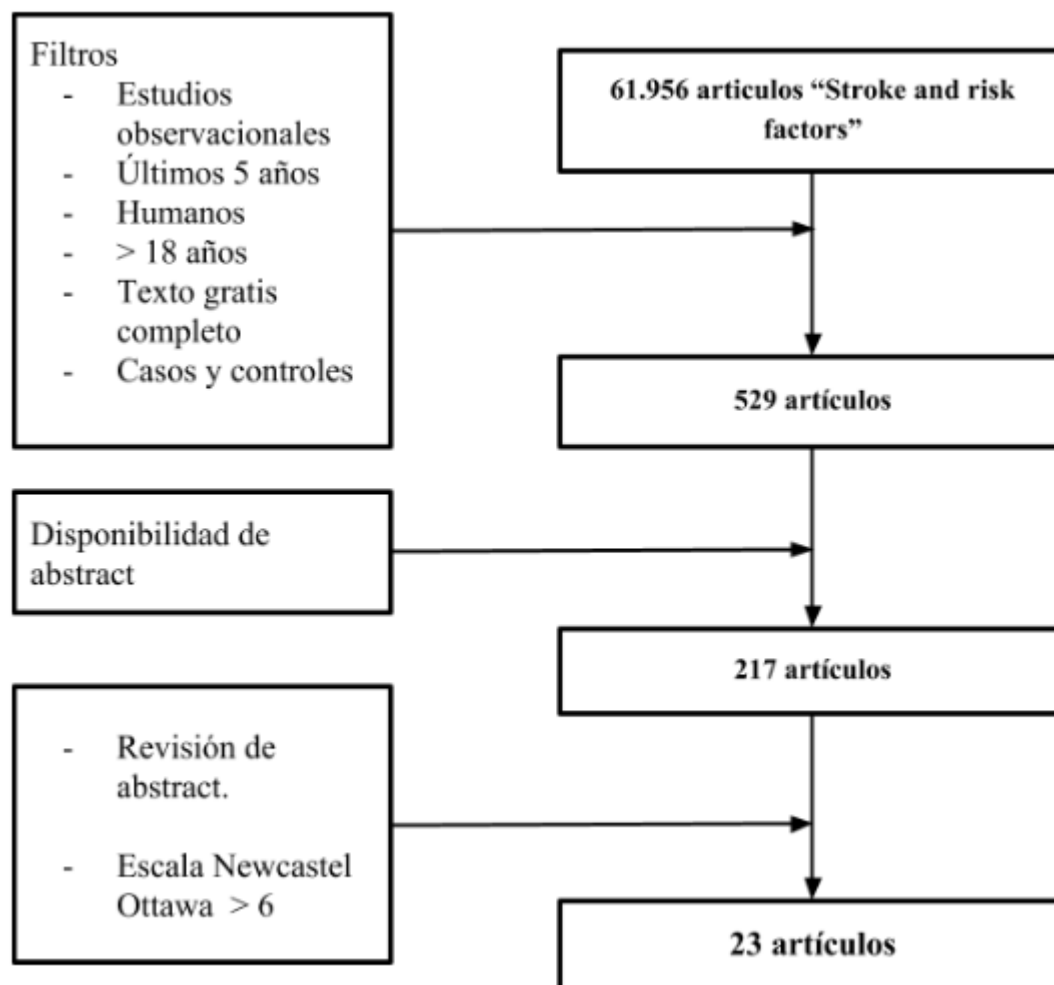 Filtros
- Estudios
observacionales
- Últimos 5 años
- Humanos
- > 18 años
- Texto gratis
completo
- Casos y controles
61.956 articulos “Stroke and risk
factors”
529 artículos
Disponibilidad de
abstract
217 artículos
- Revisión de
abstract.
- Escala Newcastel
Ottawa > 6
23 artículos